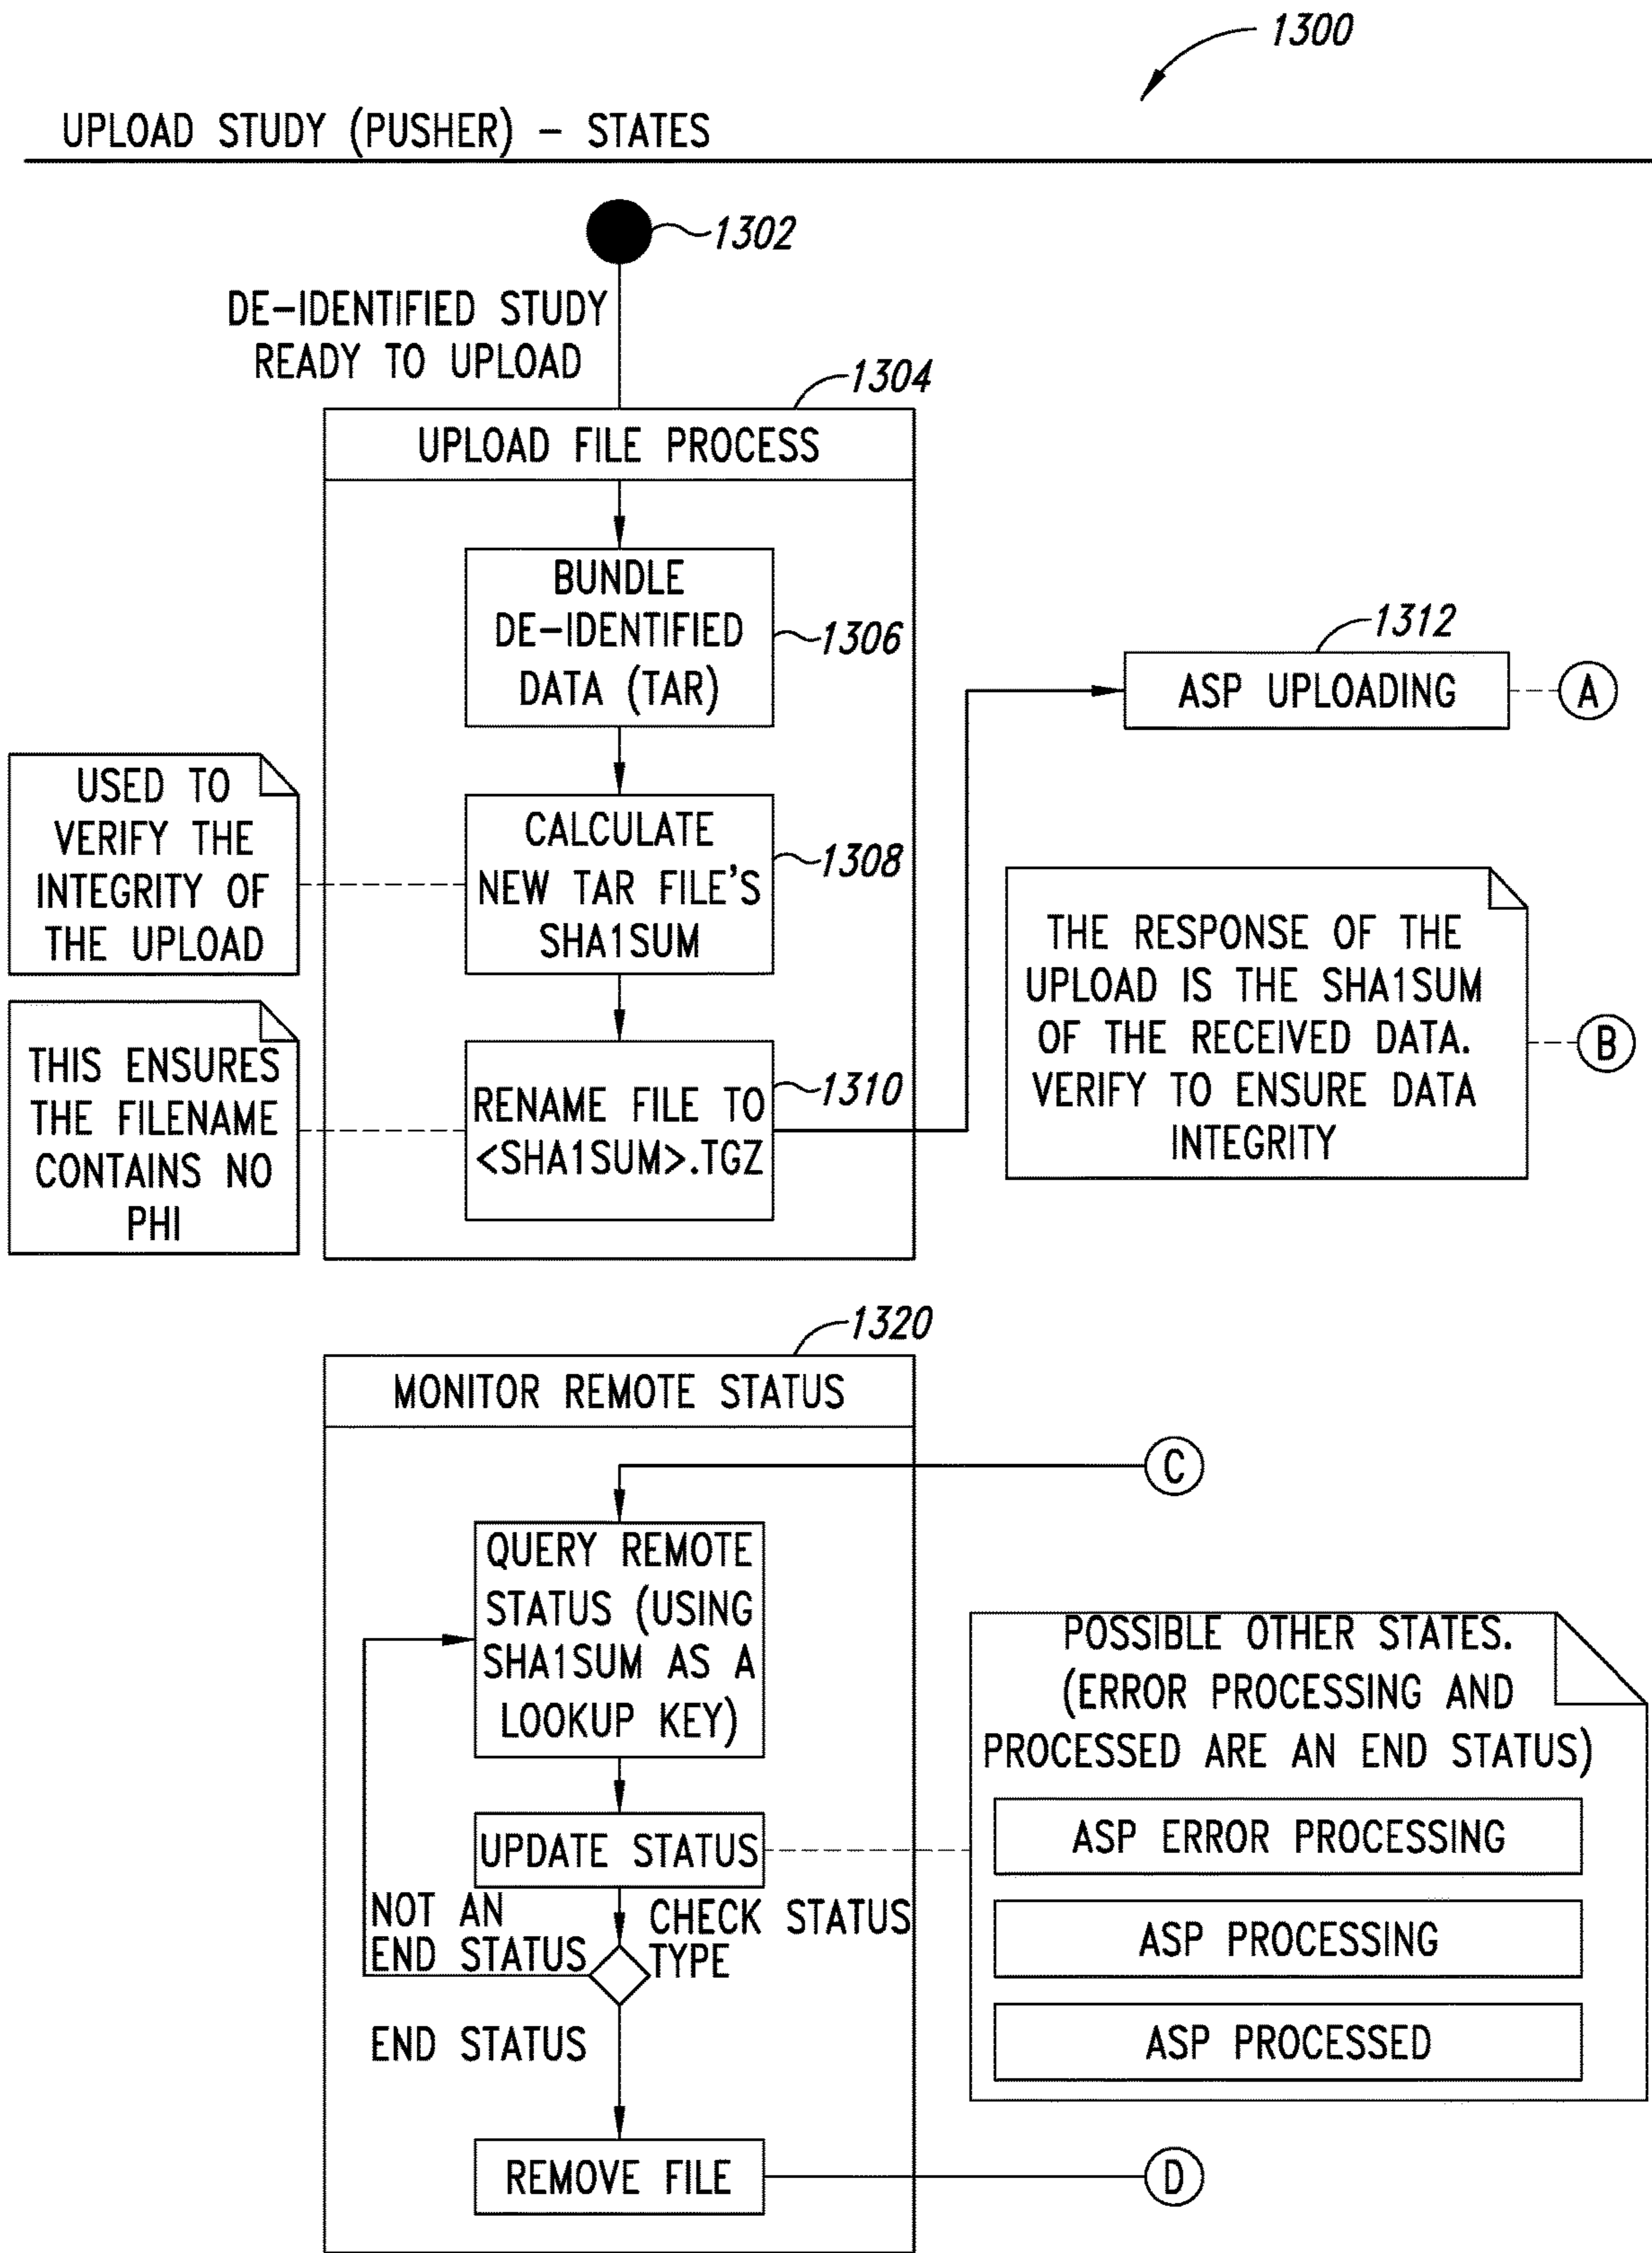 1300
UPLOAD STUDY (PUSHER) – STATES
1302
DE-IDENTIFIED STUDY
READY TO UPLOAD
1304
UPLOAD FILE PROCESS
BUNDLE
DE-IDENTIFIED
DATA (TAR)
1306
1312
ASP UPLOADING
A
USED TO
VERIFY THE
INTEGRITY OF
THE UPLOAD
CALCULATE
NEW TAR FILE'S
SHA1SUM
1308
THE RESPONSE OF THE
UPLOAD IS THE SHA1SUM
OF THE RECEIVED DATA.
VERIFY TO ENSURE DATA
INTEGRITY
B
THIS ENSURES
THE FILENAME
CONTAINS NO
PHI
RENAME FILE TO
<SHA1SUM>.TGZ
1310
1320
MONITOR REMOTE STATUS
C
QUERY REMOTE
STATUS (USING
SHA1SUM AS A
LOOKUP KEY)
POSSIBLE OTHER STATES.
(ERROR PROCESSING AND
PROCESSED ARE AN END STATUS)
UPDATE STATUS
ASP ERROR PROCESSING
NOT AN
END STATUS
CHECK STATUS
TYPE
ASP PROCESSING
END STATUS
ASP PROCESSED
REMOVE FILE
D